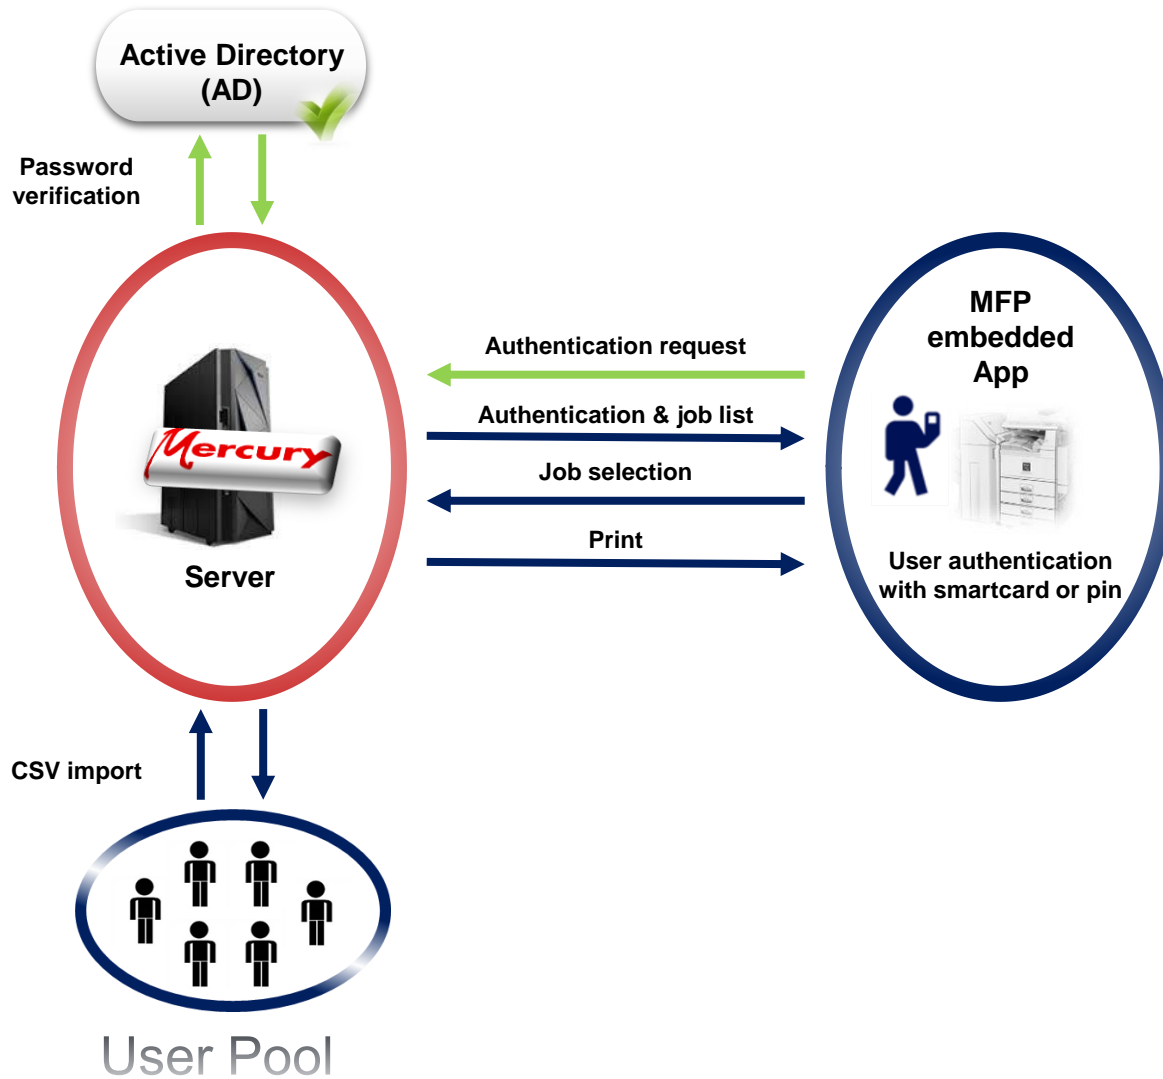 Active Directory
(AD)
Password
verification
Authentication request
Authentication & job list
Job selection
Print
Mercury
Server
MFP
embedded
App
User authentication
with smartcard or pin
CSV import
User Pool